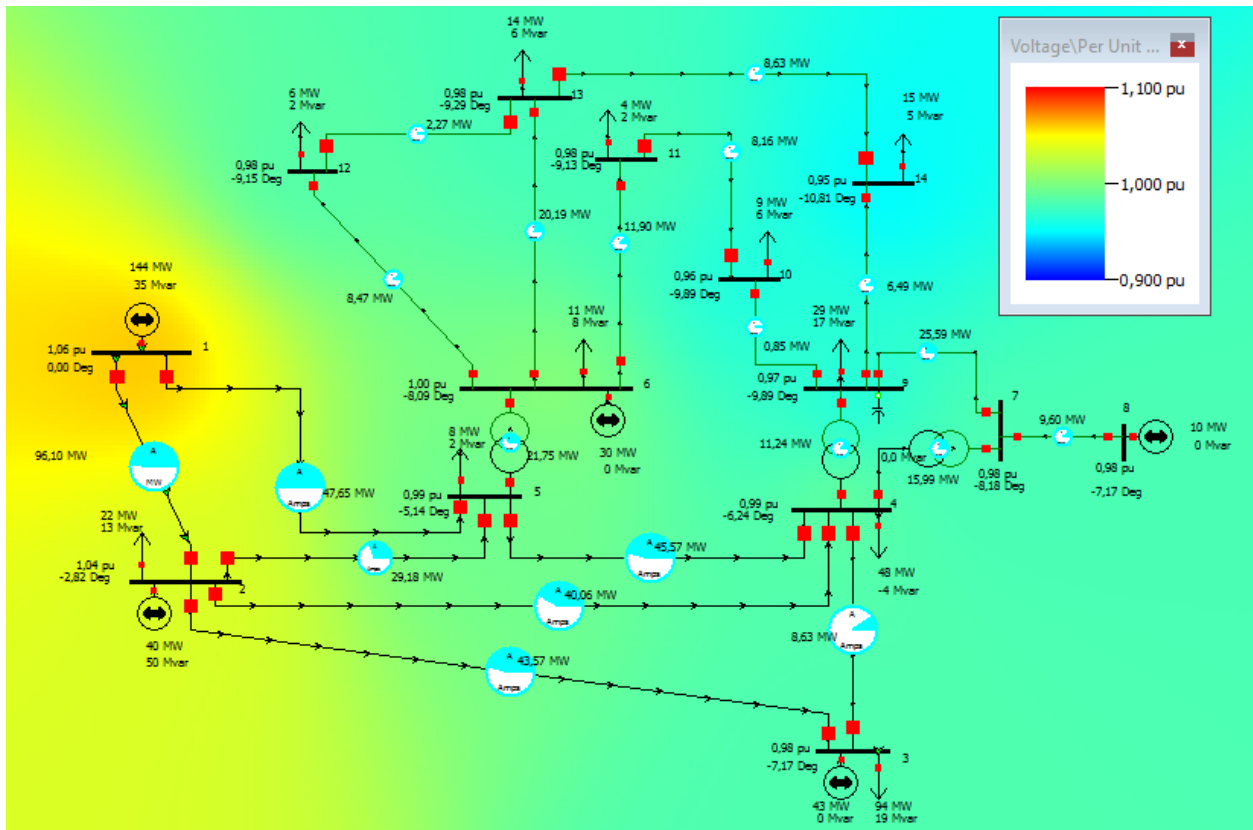 Voltage\Per Unit ...
x
1,100 pu
1,000 pu
0,900 pu
14 MW
6 Mvar
8,63 MW
0,98 pu
-9,29 Deg
13
6 MW
2 Mvar
2,27 MW
0,98 pu
-9,15 Deg
12
4 MW
2 Mvar
0,98 pu
-9,13 Deg
11
8,16 MW
15 MW
5 Mvar
0,95 pu
-10,81 Deg
14
20,19 MW
11,90 MW
9 MW
6 Mvar
0,96 pu
-9,89 Deg
10
8,47 MW
6,49 MW
144 MW
35 Mvar
1,06 pu
0,00 Deg
1
11 MW
8 Mvar
29 MW
17 Mvar
0,85 MW
25,59 MW
1,00 pu
-8,09 Deg
6
0,97 pu
-9,89 Deg
9
7
8
30 MW
0 Mvar
8 MW
2 Mvar
21,75 MW
11,24 MW
0,0 Mvar
15,99 MW
9,60 MW
10 MW
0 Mvar
0,98 pu
-8,18 Deg
0,98 pu
-7,17 Deg
96,10 MW
A
MW
A
Amps
47,65 MW
0,99 pu
-5,14 Deg
5
0,99 pu
-6,24 Deg
4
22 MW
13 Mvar
1,04 pu
-2,82 Deg
2
A
29,18 MW
A
Amps
45,57 MW
48 MW
-4 Mvar
A
Amps
40,06 MW
40 MW
50 Mvar
A
Amps
43,57 MW
A
Amps
8,63 MW
0,98 pu
-7,17 Deg
3
43 MW
0 Mvar
94 MW
19 Mvar